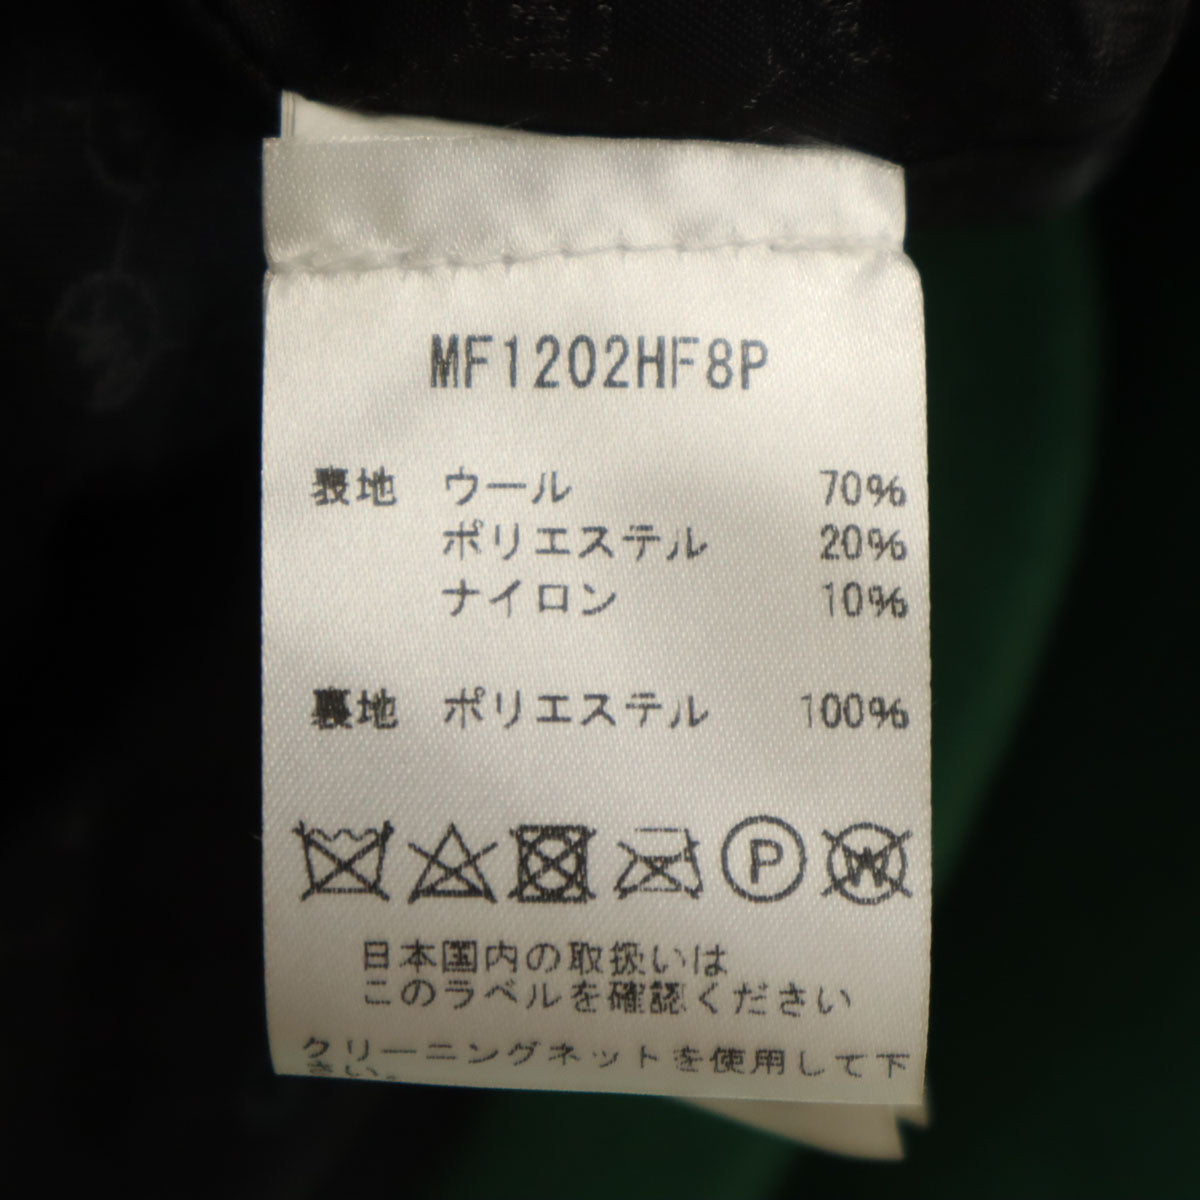 MF1202HF8P
表地 ウール 70%
ポリエステル 20%
ナイロン 10%
裏地 ポリエステル 100%
P W
日本国内の取扱いは
このラベルを確認ください
クリーニングネットを使用して下
さい。